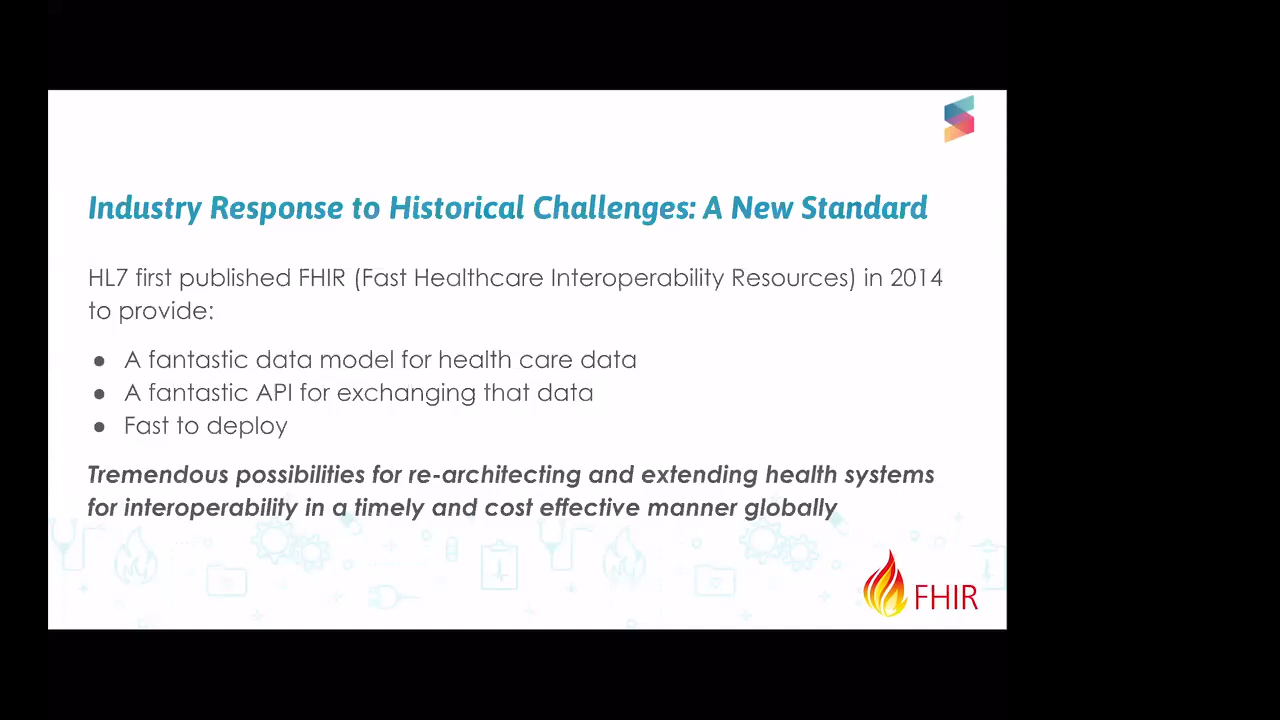 Industry Response to Historical Challenges: A New Standard
HL7 first published FHIR (Fast Healthcare Interoperability Resources) in 2014
to provide:
● A fantastic data model for health care data
● A fantastic API for exchanging that data
● Fast to deploy
Tremendous possibilities for re-architecting and extending health systems
for interoperability in a timely and cost effective manner globally
FHIR